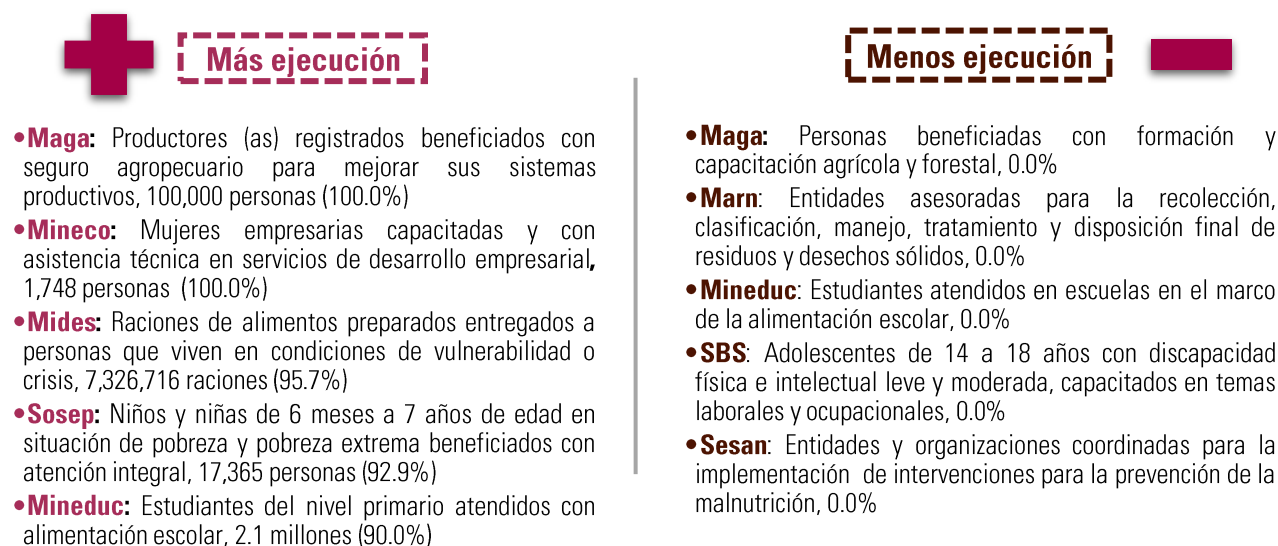 Más ejecución
•Maga: Productores (as) registrados beneficiados con
seguro agropecuario para mejorar sus sistemas
productivos, 100,000 personas (100.0%)
•Mineco: Mujeres empresarias capacitadas y con
asistencia técnica en servicios de desarrollo empresarial,
1,748 personas (100.0%)
•Mides: Raciones de alimentos preparados entregados a
personas que viven en condiciones de vulnerabilidad o
crisis, 7,326,716 raciones (95.7%)
•Sosep: Niños y niñas de 6 meses a 7 años de edad en
situación de pobreza y pobreza extrema beneficiados con
atención integral, 17,365 personas (92.9%)
•Mineduc: Estudiantes del nivel primario atendidos con
alimentación escolar, 2.1 millones (90.0%)
Menos ejecución
•Maga: Personas beneficiadas con formación y
capacitación agrícola y forestal, 0.0%
•Marn: Entidades asesoradas para la recolección,
clasificación, manejo, tratamiento y disposición final de
residuos y desechos sólidos, 0.0%
•Mineduc: Estudiantes atendidos en escuelas en el marco
de la alimentación escolar, 0.0%
•SBS: Adolescentes de 14 a 18 años con discapacidad
física e intelectual leve y moderada, capacitados en temas
laborales y ocupacionales, 0.0%
•Sesan: Entidades y organizaciones coordinadas para la
implementación de intervenciones para la prevención de la
malnutrición, 0.0%